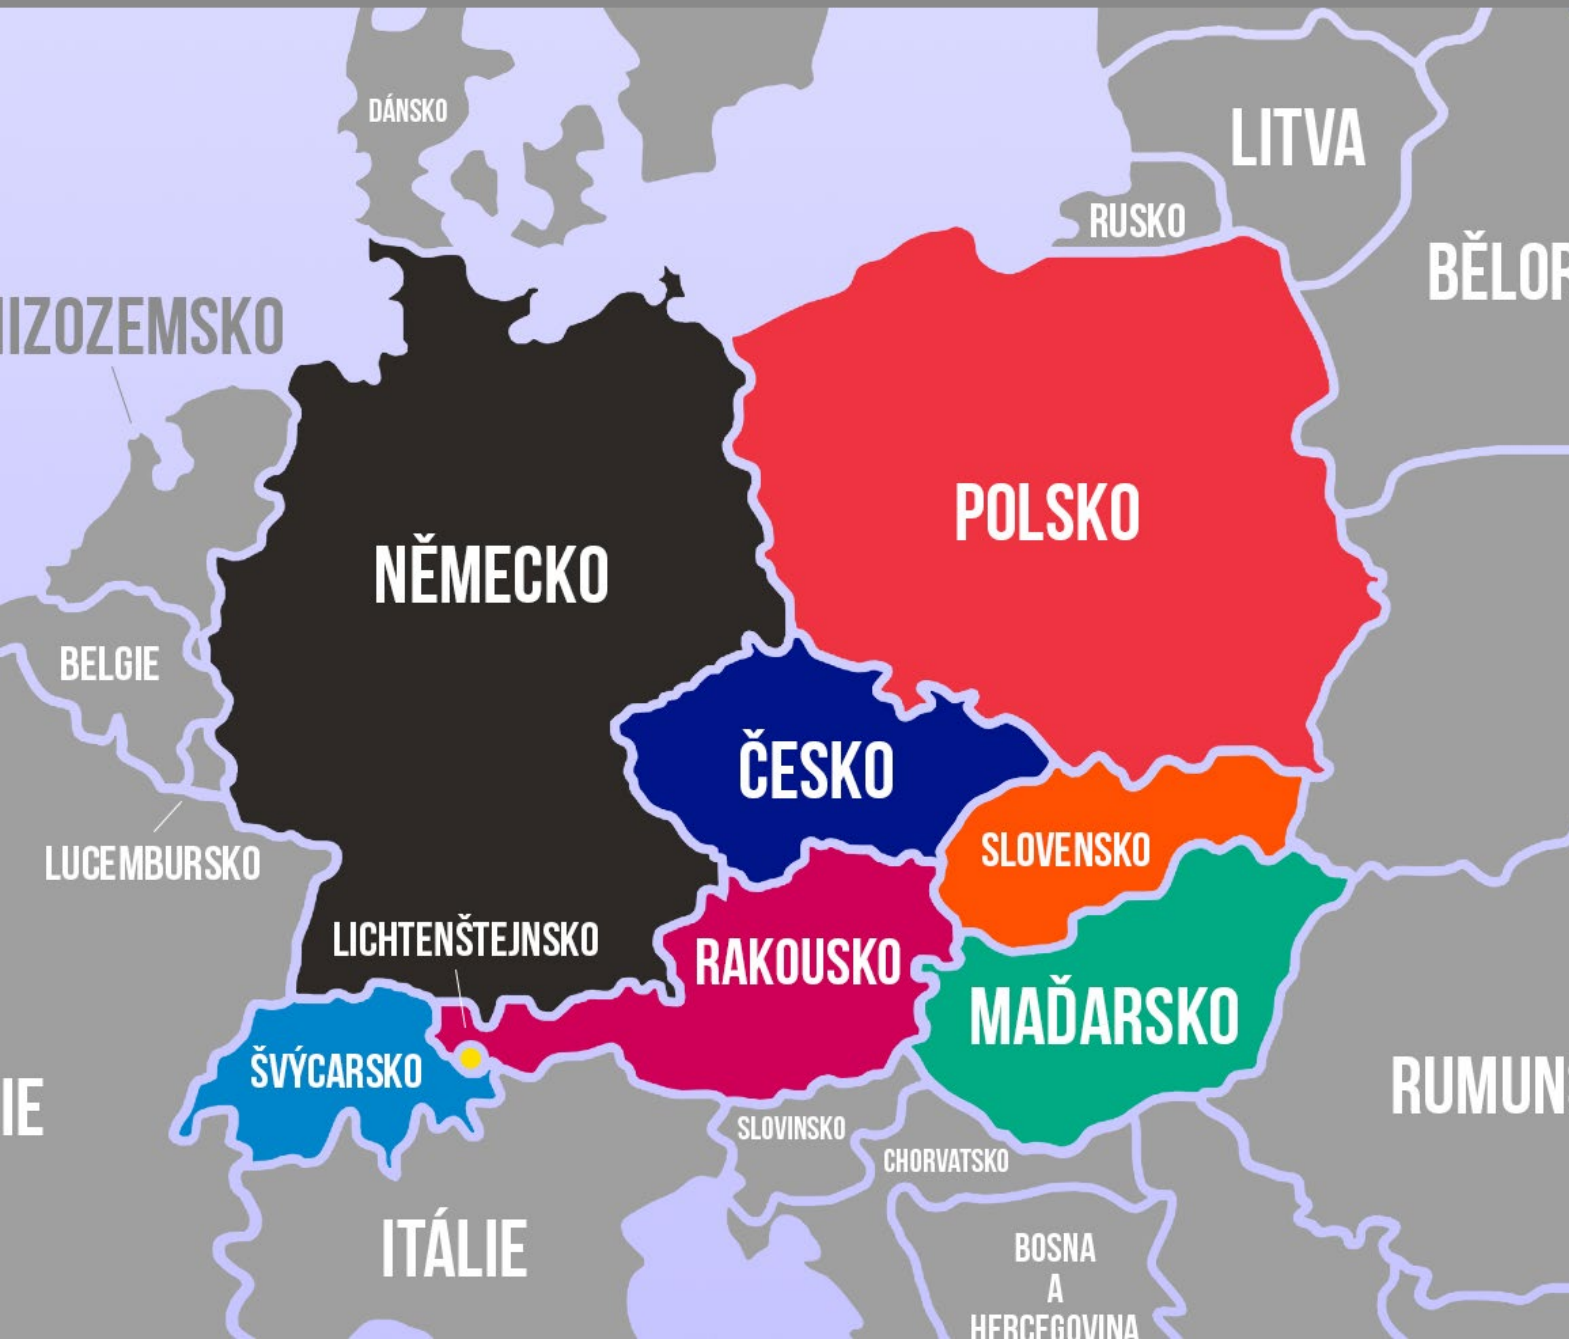 DÁNSKO
LITVA
RUSKO
BĚLOR
IZOZEMSKO
POLSKO
NĚMECKO
BELGIE
ČESKO
SLOVENSKO
LUCEMBURSKO
LICHTENŠTEJNSKO
RAKOUSKO
MAĎARSKO
ŠVÝCARSKO
RUMUN
IE
SLOVINSKO
CHORVATSKO
ITÁLIE
BOSNA
A
HERCEGOVINA